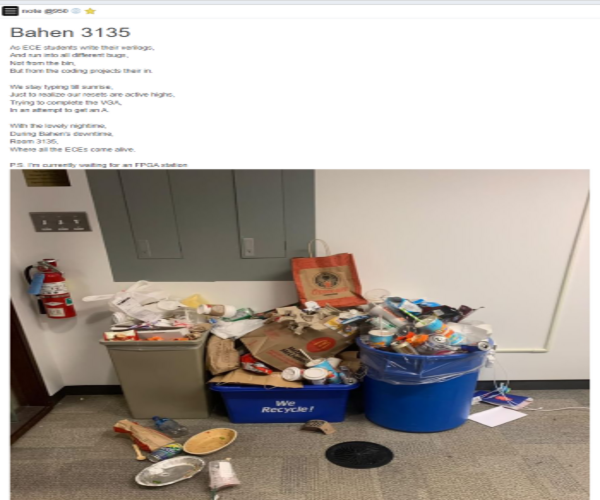 note @950
Bahen 3135
As ECE students write their verilogs,
And run into all different bugs,
Not from the bin,
But from the coding projects their in.
We stay typing till sunrise,
Just to realize our resets are active highs,
Trying to complete the VGA,
In an attempt to get an A.
With the lovely nighttime,
During Bahen's downtime,
Room 3135,
Where all the ECEs come alive.
P.S. I'm currently waiting for an FPGA station
We
Recycle!